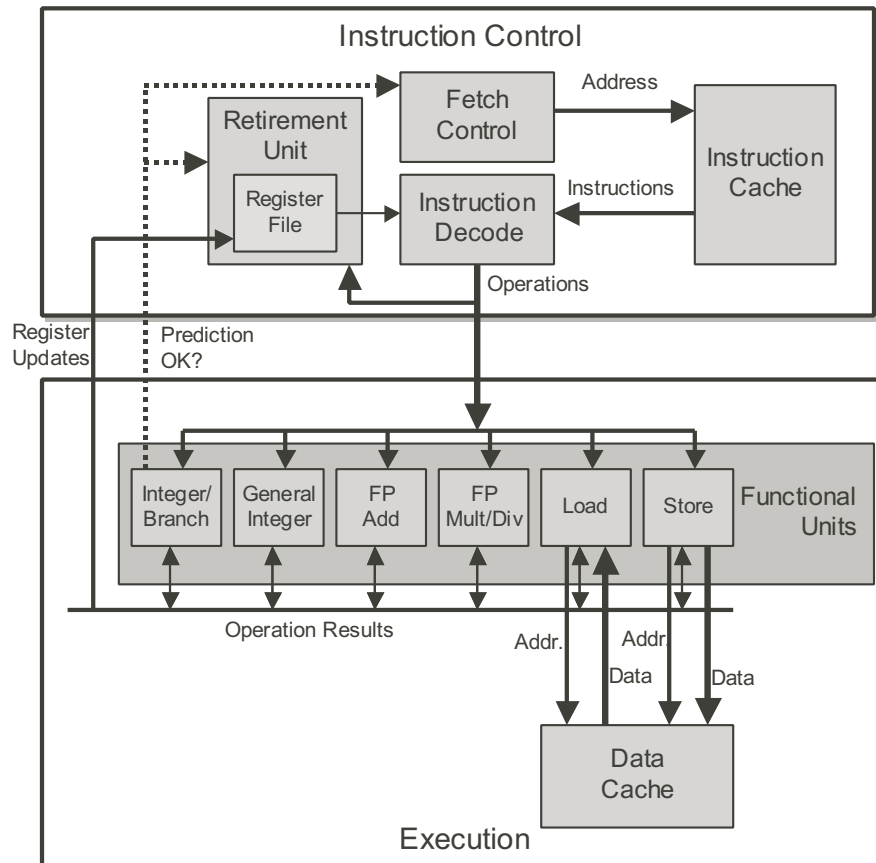 Instruction Control
Fetch
Control
Address
Retirement
Unit
Instruction
Cache
Register
File
Instruction
Decode
Instructions
Operations
Register
Updates
Prediction
OK?
Integer/
Branch
General
Integer
FP
Add
FP
Mult/Div
Load
Store
Functional
Units
Operation Results
Addr.
Data
Addr.
Data
Data
Cache
Execution